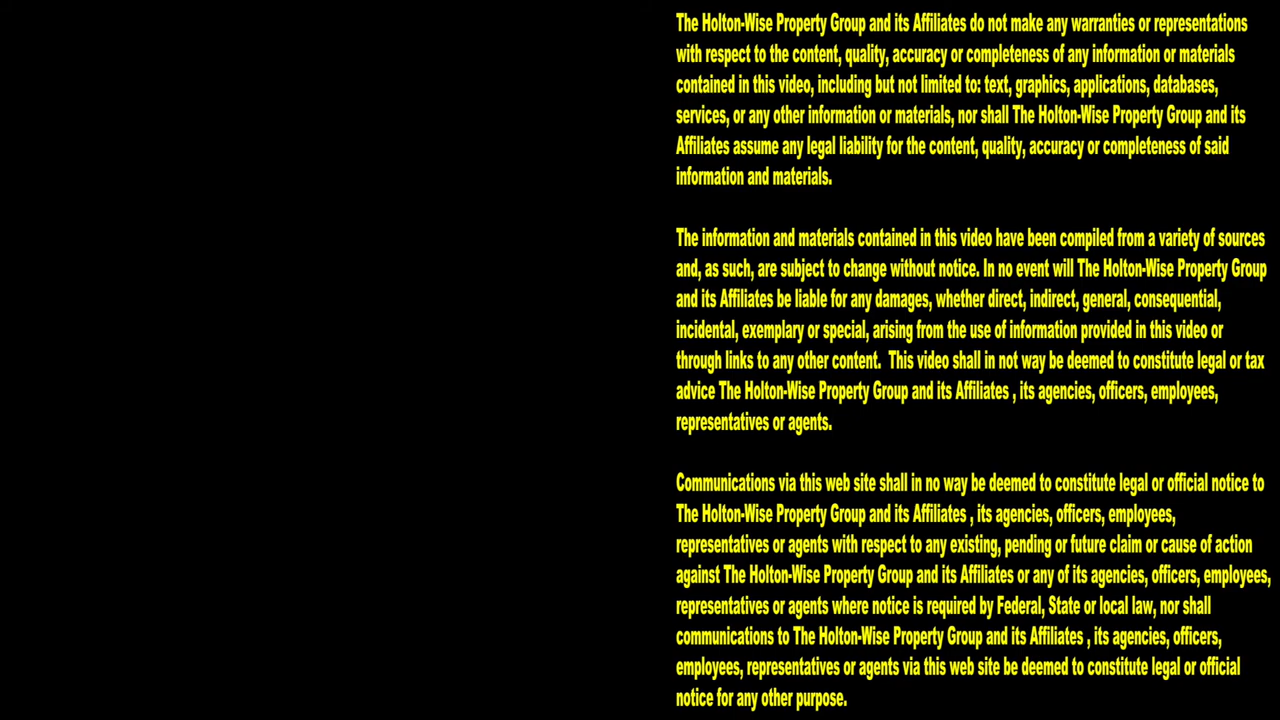 The Holton-Wise Property Group and its Affiliates do not make any warranties or representations
with respect to the content, quality, accuracy or completeness of any information or materials
contained in this video, including but not limited to: text, graphics, applications, databases,
services, or any other information or materials, nor shall The Holton-Wise Property Group and its
Affiliates assume any legal liability for the content, quality, accuracy or completeness of said
information and materials.
The information and materials contained in this video have been compiled from a variety of sources
and, as such, are subject to change without notice. In no event will The Holton-Wise Property Group
and its Affiliates be liable for any damages, whether direct, indirect, general, consequential,
incidental, exemplary or special, arising from the use of information provided in this video or
through links to any other content.  This video shall in not way be deemed to constitute legal or tax
advice The Holton-Wise Property Group and its Affiliates , its agencies, officers, employees,
representatives or agents.
Communications via this web site shall in no way be deemed to constitute legal or official notice to
The Holton-Wise Property Group and its Affiliates , its agencies, officers, employees,
representatives or agents with respect to any existing, pending or future claim or cause of action
against The Holton-Wise Property Group and its Affiliates or any of its agencies, officers, employees,
representatives or agents where notice is required by Federal, State or local law, nor shall
communications to The Holton-Wise Property Group and its Affiliates , its agencies, officers,
employees, representatives or agents via this web site be deemed to constitute legal or official
notice for any other purpose.